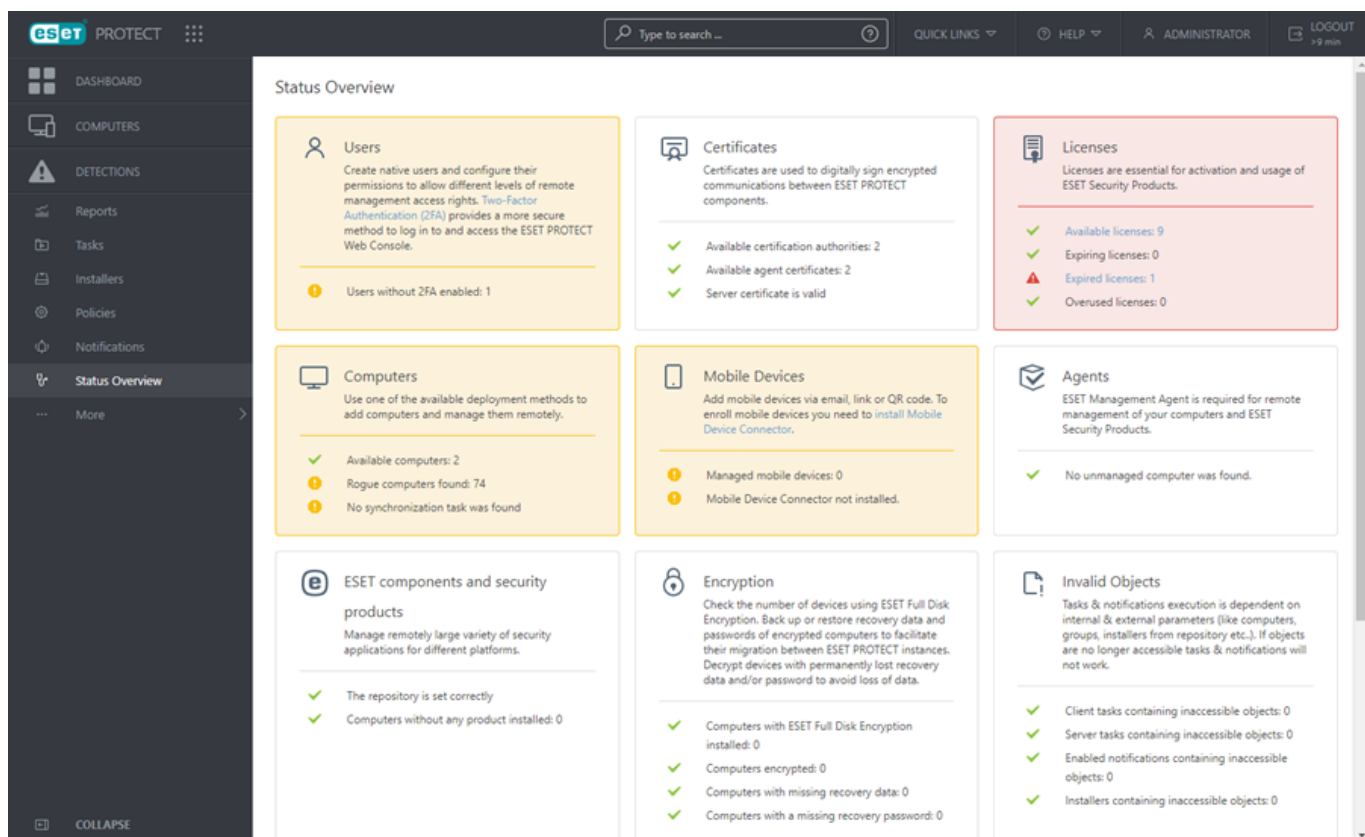 eset PROTECT
Type to search ...
QUICK LINKS
HELP
ADMINISTRATOR
LOGOUT
>9 min
DASHBOARD
COMPUTERS
DETECTIONS
Reports
Tasks
Installers
Policies
Notifications
Status Overview
More
COLLAPSE
Status Overview
Users
Create native users and configure their
permissions to allow different levels of remote
management access rights. Two-Factor
Authentication (2FA) provides a more secure
method to log in to and access the ESET PROTECT
Web Console.
Users without 2FA enabled: 1
Certificates
Certificates are used to digitally sign encrypted
communications between ESET PROTECT
components.
Available certification authorities: 2
Available agent certificates: 2
Server certificate is valid
Licenses
Licenses are essential for activation and usage of
ESET Security Products.
Available licenses: 9
Expiring licenses: 0
Expired licenses: 1
Overused licenses: 0
Computers
Use one of the available deployment methods to
add computers and manage them remotely.
Available computers: 2
Rogue computers found: 74
No synchronization task was found
Mobile Devices
Add mobile devices via email, link or QR code. To
enroll mobile devices you need to install Mobile
Device Connector.
Managed mobile devices: 0
Mobile Device Connector not installed.
Agents
ESET Management Agent is required for remote
management of your computers and ESET
Security Products.
No unmanaged computer was found.
ESET components and security
products
Manage remotely large variety of security
applications for different platforms.
The repository is set correctly
Computers without any product installed: 0
Encryption
Check the number of devices using ESET Full Disk
Encryption. Back up or restore recovery data and
passwords of encrypted computers to facilitate
their migration between ESET PROTECT instances.
Decrypt devices with permanently lost recovery
data and/or password to avoid loss of data.
Computers with ESET Full Disk Encryption
installed: 0
Computers encrypted: 0
Computers with missing recovery data: 0
Computers with a missing recovery password: 0
Invalid Objects
Tasks & notifications execution is dependent on
internal & external parameters (like computers,
groups, installers from repository etc..). If objects
are no longer accessible tasks & notifications will
not work.
Client tasks containing inaccessible objects: 0
Server tasks containing inaccessible objects: 0
Enabled notifications containing inaccessible
objects: 0
Installers containing inaccessible objects: 0